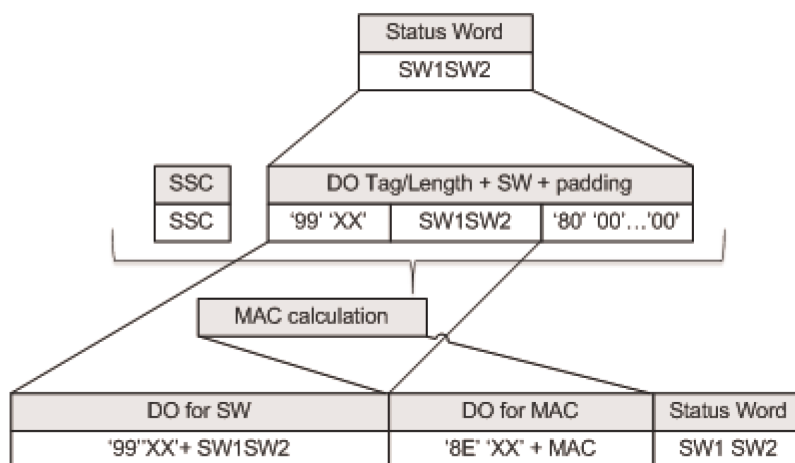 Status Word
SW1SW2
SSC DO Tag/Length + SW + padding
SSC '99' 'XX' SW1SW2 '80' '00'...'00'
MAC calculation
DO for SW DO for MAC Status Word
'99''XX'+ SW1SW2 '8E' 'XX' + MAC SW1 SW2